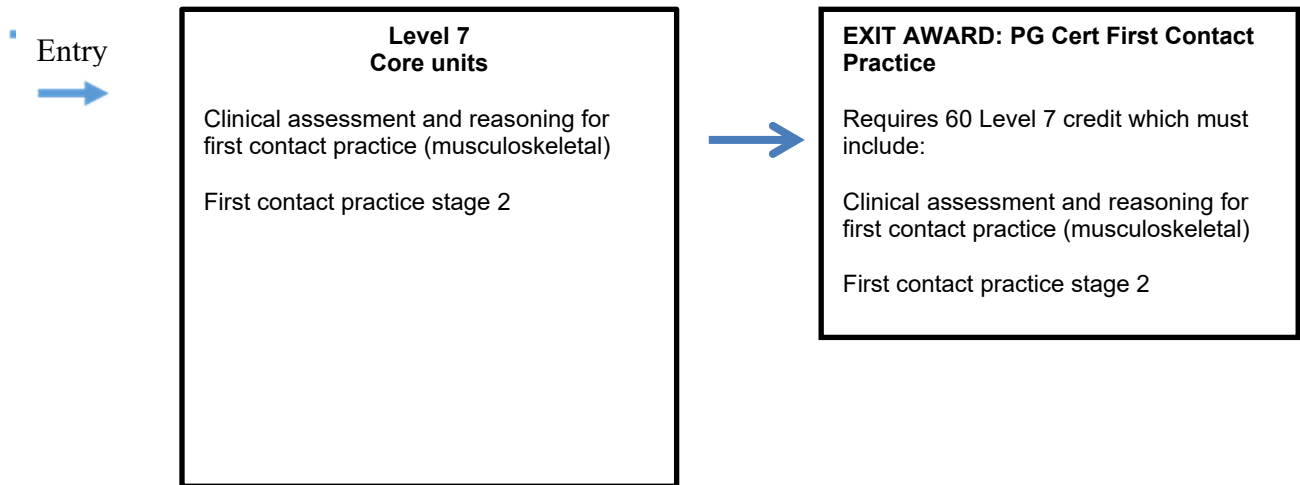 Entry
Level 7
Core units
Clinical assessment and reasoning for
first contact practice (musculoskeletal)
First contact practice stage 2
EXIT AWARD: PG Cert First Contact
Practice
Requires 60 Level 7 credit which must
include:
Clinical assessment and reasoning for
first contact practice (musculoskeletal)
First contact practice stage 2